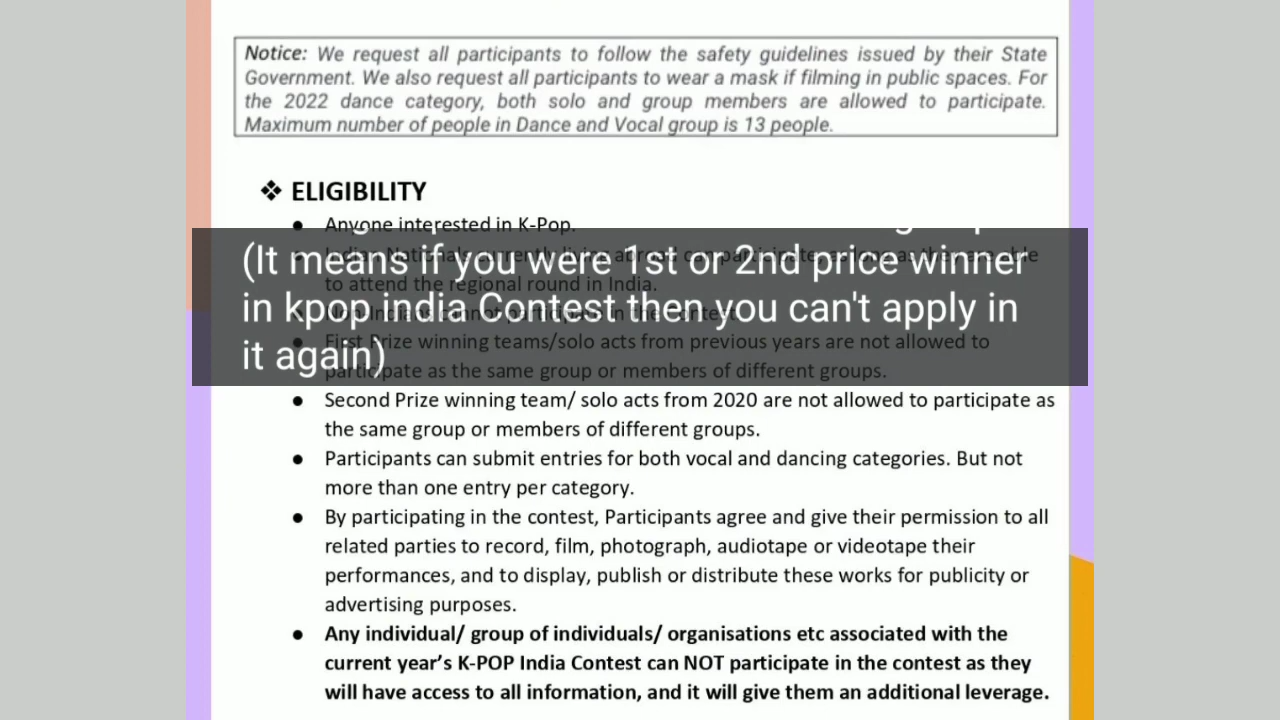 Notice: We request all participants to follow the safety guidelines issued by their State
Government. We also request all participants to wear a mask if filming in public spaces. For
the 2022 dance category, both solo and group members are allowed to participate.
Maximum number of people in Dance and Vocal group is 13 people.
❖ ELIGIBILITY
● Anyone interested in K-Pop.
(It means if you were 1st or 2nd price winner
in kpop india Contest then you can't apply in
it again)
to attend the regional round in India.
First Prize winning teams/solo acts from previous years are not allowed to
participate as the same group or members of different groups.
● Second Prize winning team/ solo acts from 2020 are not allowed to participate as
the same group or members of different groups.
● Participants can submit entries for both vocal and dancing categories. But not
more than one entry per category.
● By participating in the contest, Participants agree and give their permission to all
related parties to record, film, photograph, audiotape or videotape their
performances, and to display, publish or distribute these works for publicity or
advertising purposes.
● Any individual/ group of individuals/ organisations etc associated with the
current year’s K-POP India Contest can NOT participate in the contest as they
will have access to all information, and it will give them an additional leverage.